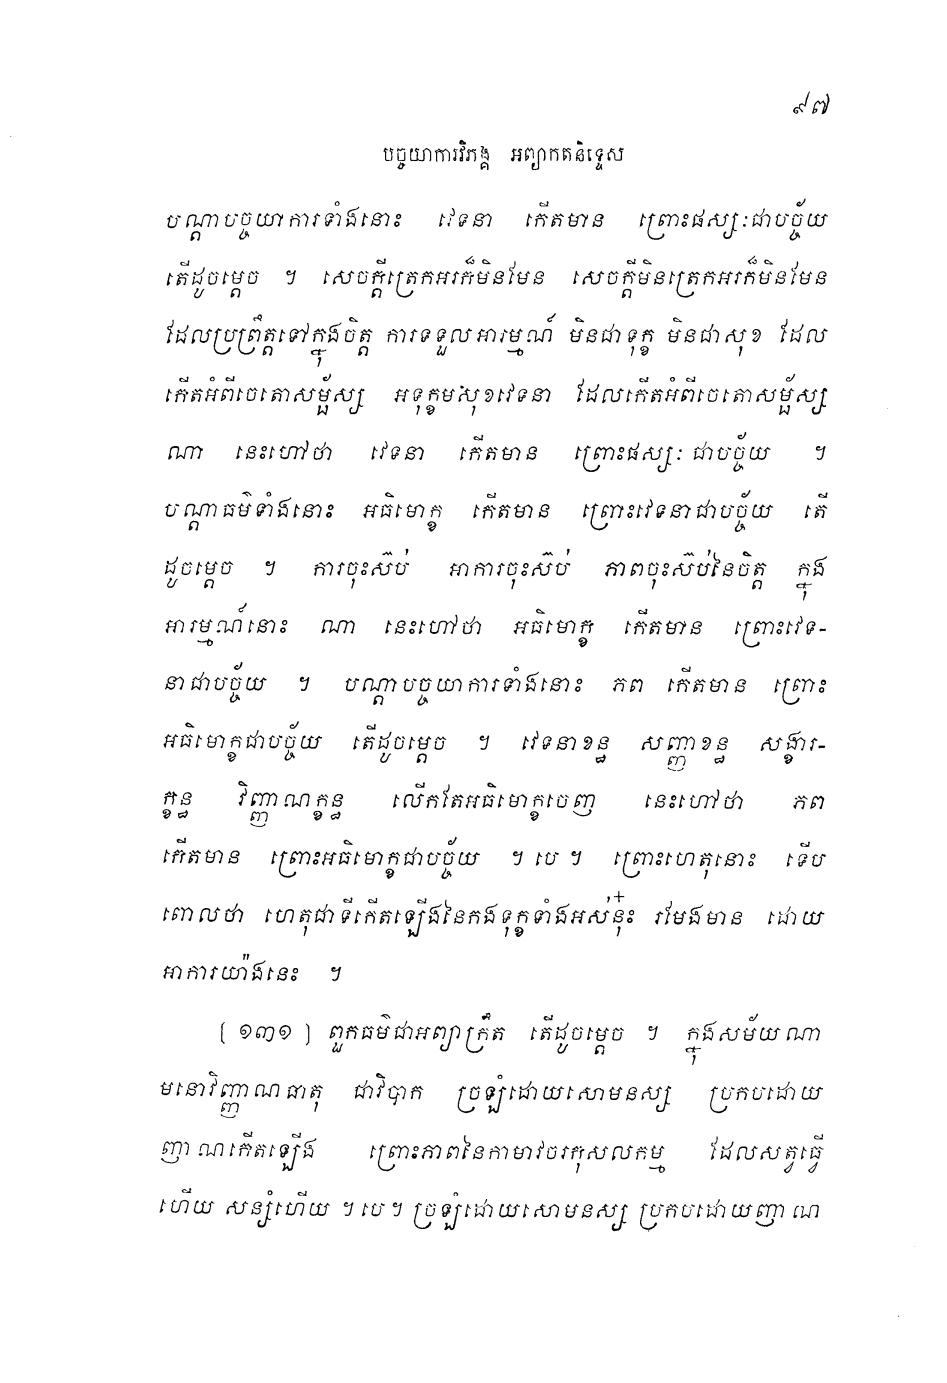 ៩៧
បច្ចយាការវិភង្គ អព្យាកតនិទ្ទេស
បណ្តាបច្ចយាការទាំងនោះ វេទនា កើតមាន ព្រោះផស្សៈជាបច្ច័យ
តើដូចម្តេច ។ សេចក្តីត្រេកអរក៏មិនមែន សេចក្តីមិនត្រេកអរក៏មិនមែន
ដែលប្រព្រឹត្តទៅក្នុងចិត្ត ការទទួលអារម្មណ៍ មិនជាទុក្ខ មិនជាសុខ ដែល
កើតអំពីចេតោសម្ផ័ស្ស អទុក្ខមសុខវេទនា ដែលកើតអំពីចេតោសម្ផ័ស្ស
ណា នេះហៅថា វេទនា កើតមាន ព្រោះផស្សៈជាបច្ច័យ ។
បណ្តាធម៌ទាំងនោះ អធិមោក្ខ កើតមាន ព្រោះវេទនាជាបច្ច័យ តើ
ដូចម្តេច ។ ការចុះស៊ប់ អាការចុះស៊ប់ ភាពចុះស៊ប់នៃចិត្ត ក្នុង
អារម្មណ៍នោះ ណា នេះហៅថា អធិមោក្ខ កើតមាន ព្រោះវេទ-
នាជាបច្ច័យ ។ បណ្តាបច្ចយាការទាំងនោះ ភព កើតមាន ព្រោះ
អធិមោក្ខជាបច្ច័យ តើដូចម្តេច ។ វេទនាខន្ធ សញ្ញាខន្ធ សង្ខារ-
ក្ខន្ធ វិញ្ញាណក្ខន្ធ លើកតែអធិមោក្ខចេញ នេះហៅថា ភព
កើតមាន ព្រោះអធិមោក្ខជាបច្ច័យ ។ បេ ។ ព្រោះហេតុនោះ ទើប
ពោលថា ហេតុជាទីកើតឡើងនៃកងទុក្ខទាំងអស់នុ៎ះ រមែងមាន ដោយ
អាការយ៉ាងនេះ ។
[ ១៣១ ] ពួកធម៌ជាអព្យាក្រឹត តើដូចម្តេច ។ ក្នុងសម័យណា
មនោវិញ្ញាណធាតុ ជាវិបាក ច្រឡំដោយសោមនស្ស ប្រកបដោយ
ញាណកើតឡើង ព្រោះភាពនៃកាមាវចរកុសលកម្ម ដែលសត្វធ្វើ
ហើយ សន្សំហើយ ។ បេ ។ ច្រឡំដោយសោមនស្ស ប្រកបដោយញាណ